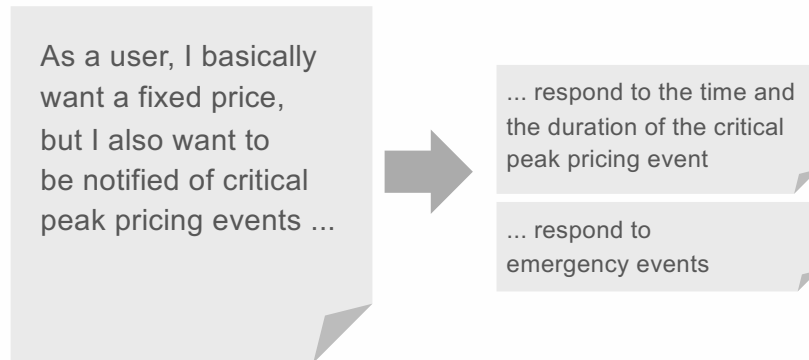 As a user, I basically
want a fixed price,
but I also want to
be notified of critical
peak pricing events ...
... respond to the time and
the duration of the critical
peak pricing event
... respond to
emergency events